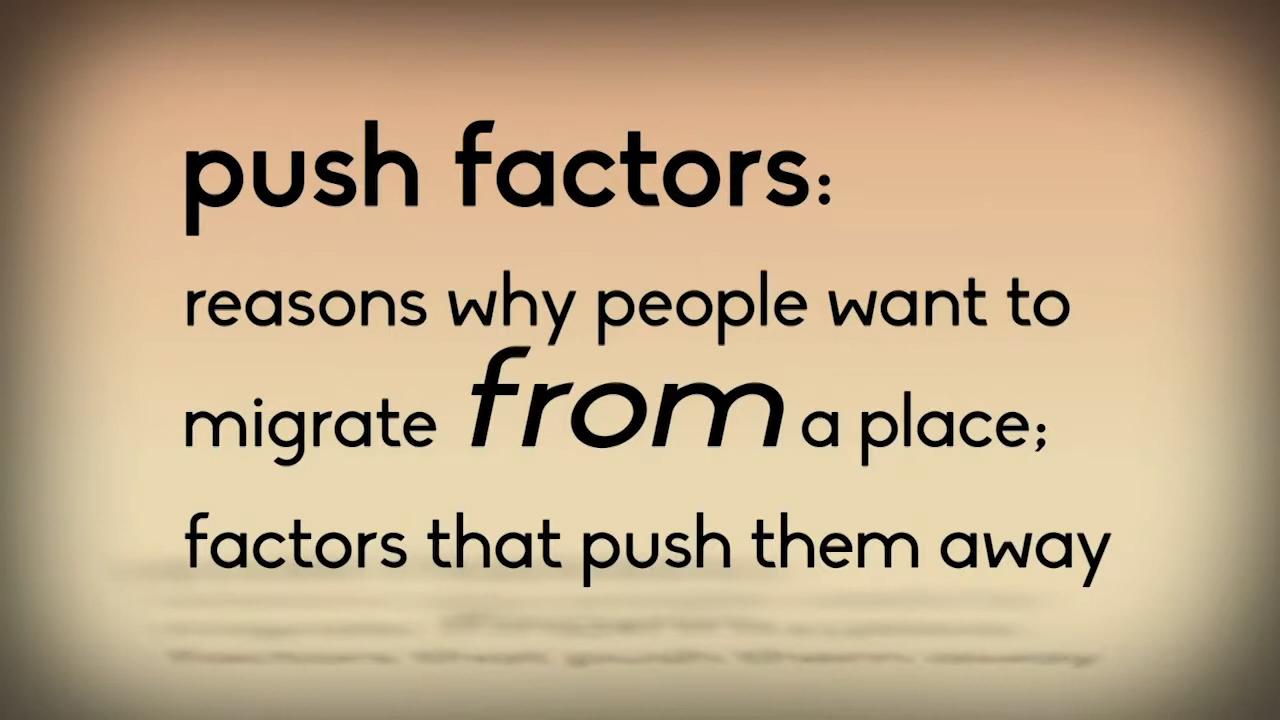 push factors:
reasons why people want to
migrate from a place;
factors that push them away